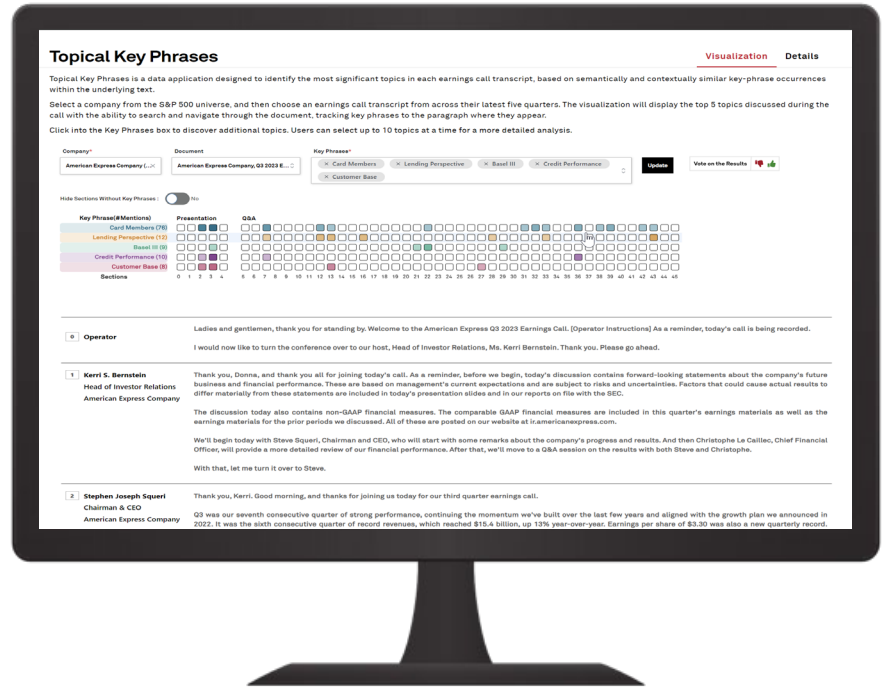 Topical Key Phrases
Visualization Details
Topical Key Phrases is a data application designed to identify the most significant topics in each earnings call transcript, based on semantically and contextually similar key-phrase occurrences
within the underlying text.
Select a company from the S&P 500 universe, and then choose an earnings call transcript from across their latest five quarters. The visualization will display the top 5 topics discussed during the
call with the ability to search and navigate through the document, tracking key phrases to the paragraph where they appear.
Click into the Key Phrases box to discover additional topics. Users can select up to 10 topics at a time for a more detailed analysis.
Company* Document Key Phrases*
American Express Company (...× American Express Company, Q3 2023 E... × Card Members × Lending Perspective × Basel III × Credit Performance Update Vote on the Results
× Customer Base
Hide Sections Without Key Phrases : No
Key Phrase(#Mentions) Presentation Q&A
Card Members (76)
Lending Perspective (12)
Basel III (9)
Credit Performance (10)
Customer Base (8)
Sections 0 1 2 3 4 5 6 7 8 9 10 11 12 13 14 15 16 17 18 19 20 21 22 23 24 25 26 27 28 29 30 31 32 33 34 35 36 37 38 39 40 41 42 43 44 45
0 Operator
Ladies and gentlemen, thank you for standing by. Welcome to the American Express Q3 2023 Earnings Call. [Operator Instructions] As a reminder, today's call is being recorded.
I would now like to turn the conference over to our host, Head of Investor Relations, Ms. Kerri Bernstein. Thank you. Please go ahead.
1 Kerri S. Bernstein
Head of Investor Relations
American Express Company
Thank you, Donna, and thank you all for joining today's call. As a reminder, before we begin, today's discussion contains forward-looking statements about the company's future
business and financial performance. These are based on management's current expectations and are subject to risks and uncertainties. Factors that could cause actual results to
differ materially from these statements are included in today's presentation slides and in our reports on file with the SEC.
The discussion today also contains non-GAAP financial measures. The comparable GAAP financial measures are included in this quarter's earnings materials as well as the
earnings materials for the prior periods we discussed. All of these are posted on our website at ir.americanexpress.com.
We'll begin today with Steve Squeri, Chairman and CEO, who will start with some remarks about the company's progress and results. And then Christophe Le Caillec, Chief Financial
Officer, will provide a more detailed review of our financial performance. After that, we'll move to a Q&A session on the results with both Steve and Christophe.
With that, let me turn it over to Steve.
2 Stephen Joseph Squeri
Chairman & CEO
American Express Company
Thank you, Kerri. Good morning, and thanks for joining us today for our third quarter earnings call.
Q3 was our seventh consecutive quarter of strong performance, continuing the momentum we've built over the last few years and aligned with the growth plan we announced in
2022. It was the sixth consecutive quarter of record revenues, which reached $15.4 billion, up 13% year-over-year. Earnings per share of $3.30 was also a new quarterly record.